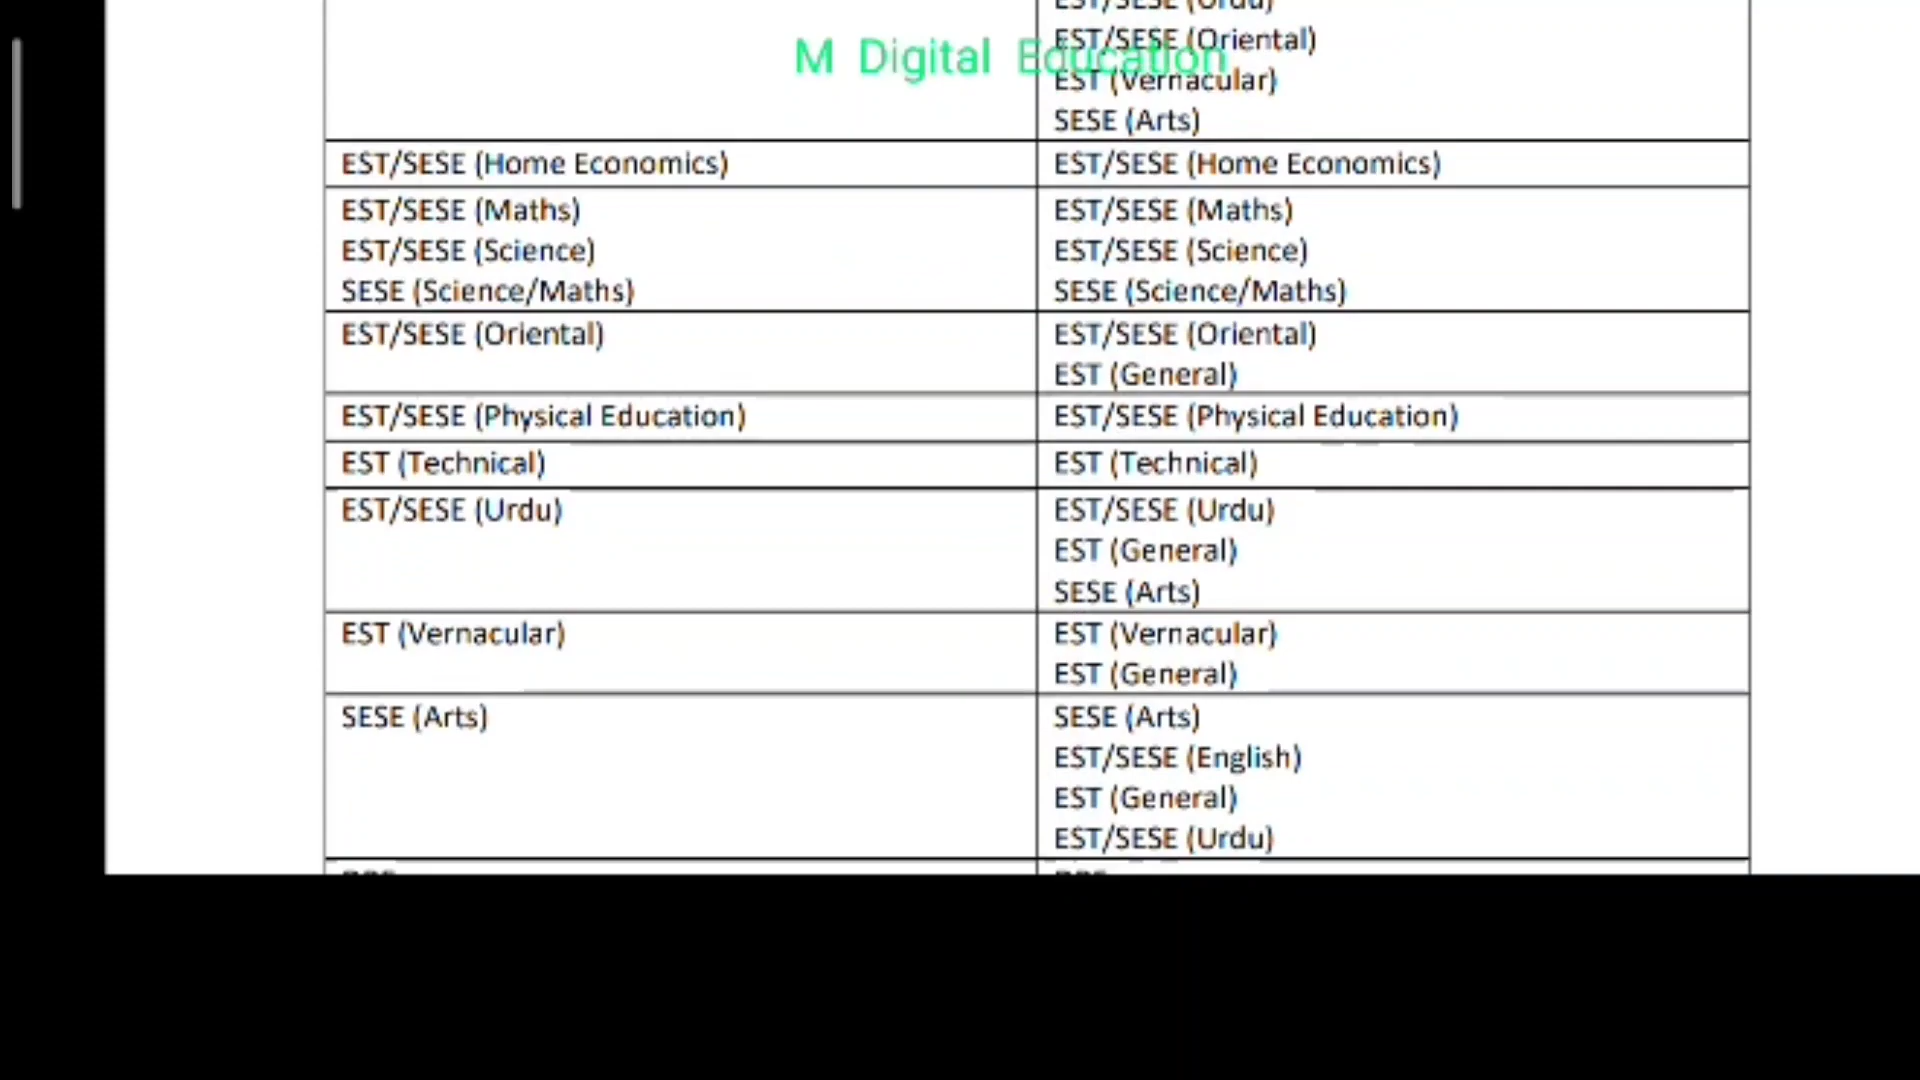 EST/SESE (Urdu)
EST/SESE (Oriental)
M Digital Education
EST (Vernacular)
SESE (Arts)
EST/SESE (Home Economics) EST/SESE (Home Economics)
EST/SESE (Maths) EST/SESE (Maths)
EST/SESE (Science) EST/SESE (Science)
SESE (Science/Maths) SESE (Science/Maths)
EST/SESE (Oriental) EST/SESE (Oriental)
EST (General)
EST/SESE (Physical Education) EST/SESE (Physical Education)
EST (Technical) EST (Technical)
EST/SESE (Urdu) EST/SESE (Urdu)
EST (General)
SESE (Arts)
EST (Vernacular) EST (Vernacular)
EST (General)
SESE (Arts) SESE (Arts)
EST/SESE (English)
EST (General)
EST/SESE (Urdu)